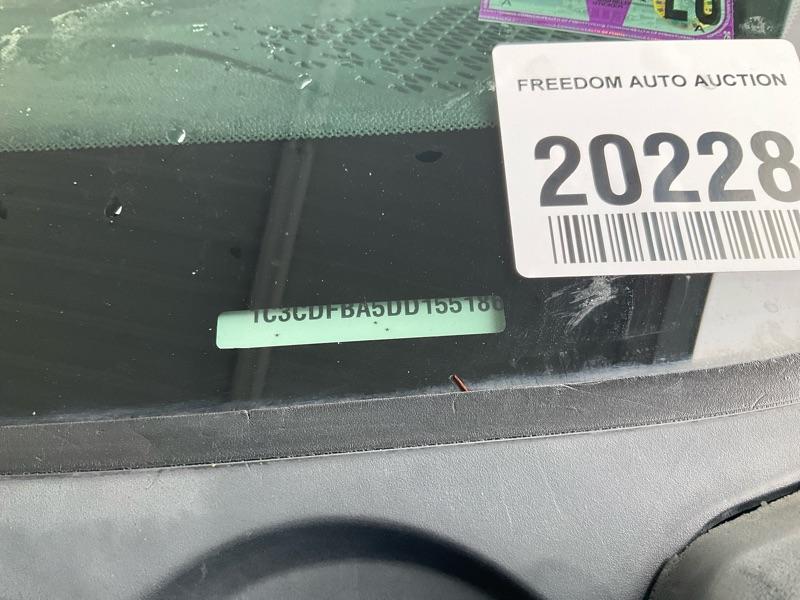 FREEDOM AUTO AUCTION
20228
1C3CDFBA5DD155186